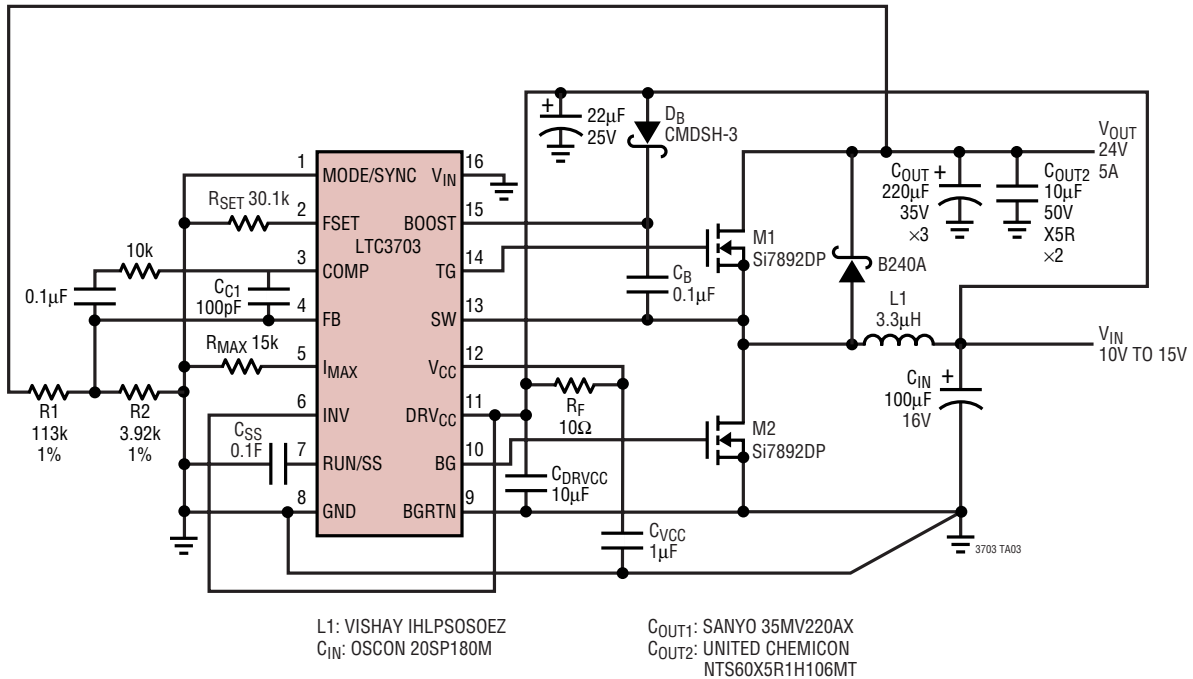 22µF
25V
DB
CMDSH-3
VOUT
24V
5A
COUT
220µF
35V
×3
COUT2
10µF
50V
X5R
×2
+
+
1
MODE/SYNC
VIN
16
RSET 30.1k
2
FSET
BOOST
15
LTC3703
10k
3
COMP
TG
14
M1
Si7892DP
B240A
0.1µF
CC1
100pF
CB
0.1µF
4
FB
SW
13
L1
3.3µH
RMAX 15k
5
IMAX
VCC
12
VIN
10V TO 15V
R1
113k
1%
R2
3.92k
1%
6
INV
DRVCC
11
RF
10Ω
CIN
100µF
16V
+
CSS
0.1F
7
RUN/SS
BG
10
M2
Si7892DP
CDRVCC
10µF
8
GND
BGRTN
9
CVCC
1µF
3703 TA03
L1: VISHAY IHLPSOSOEZ
CIN: OSCON 20SP180M
COUT1: SANYO 35MV220AX
COUT2: UNITED CHEMICON
NTS60X5R1H106MT